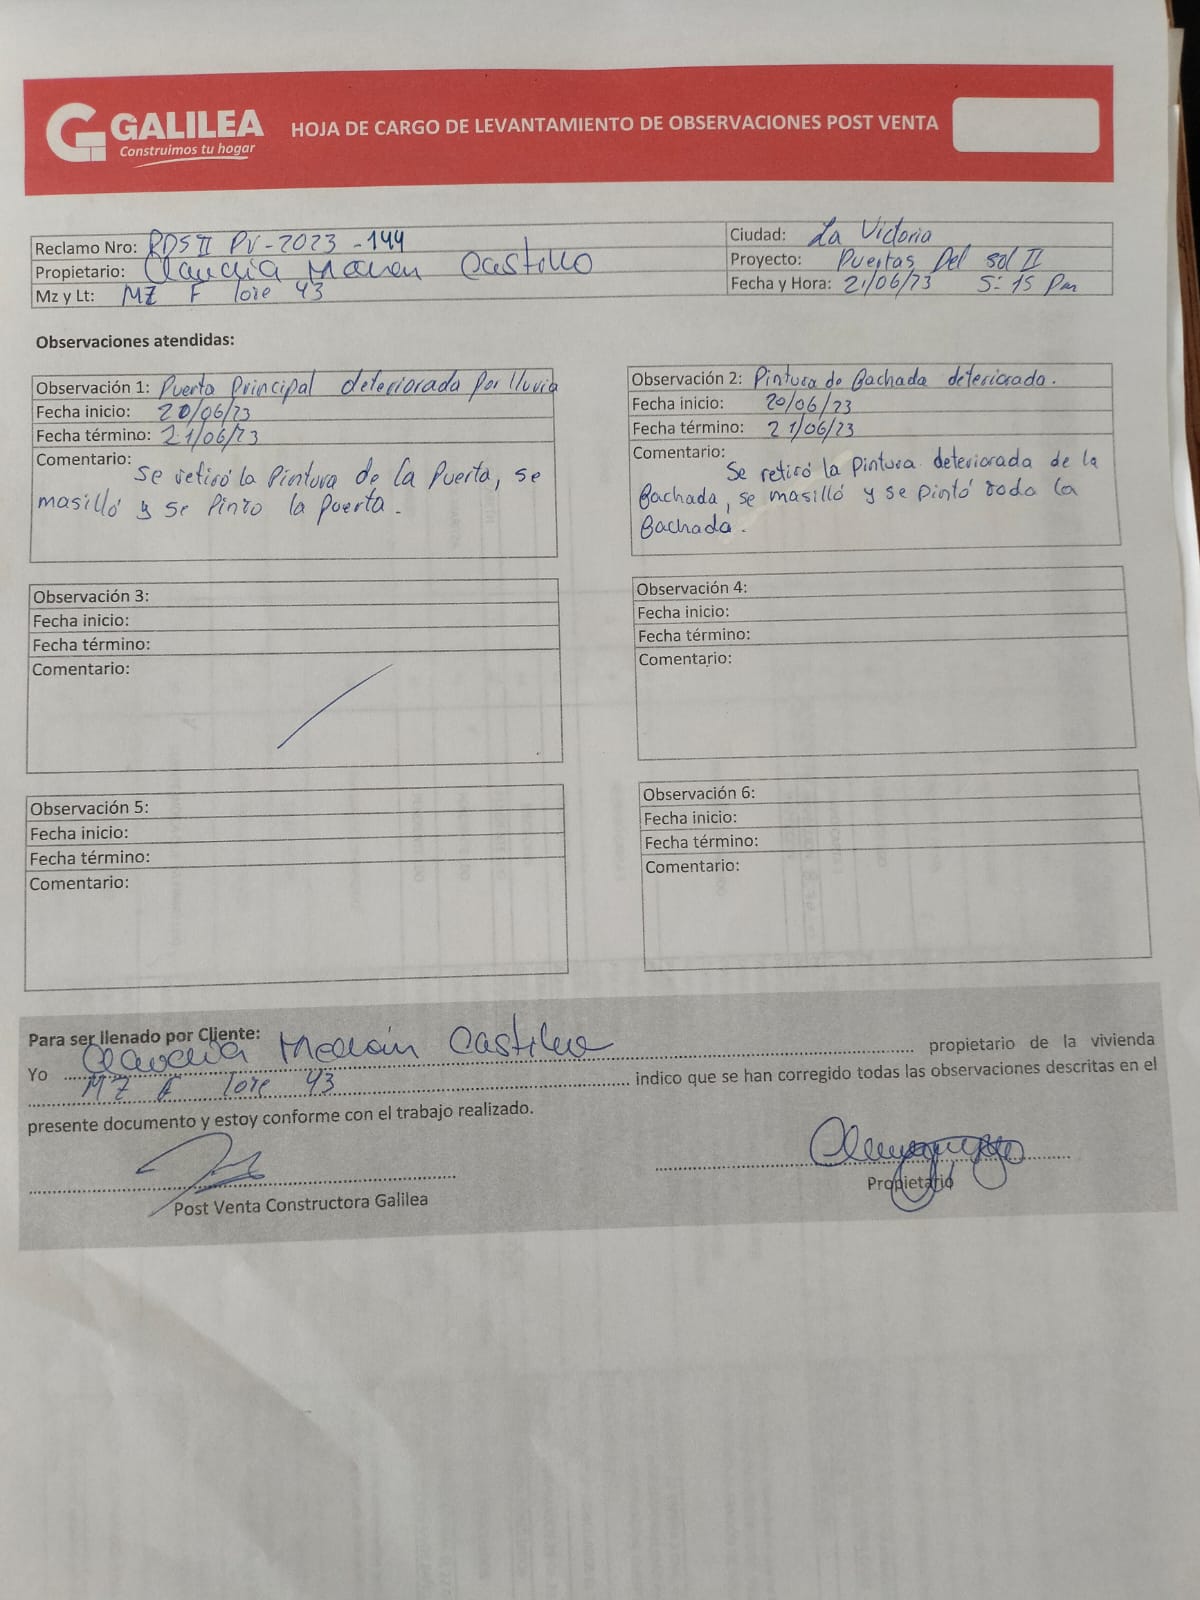 GALILEA
Construimos tu hogar
HOJA DE CARGO DE LEVANTAMIENTO DE OBSERVACIONES POST VENTA
Reclamo Nro: PDS II PV-2023-144
Propietario: Claudia Castillo
Mz y Lt: MZ F lote 43
Ciudad: La Victoria
Proyecto: Puertas Del sol II
Fecha y Hora: 21/06/23 5:15 Pm
Observaciones atendidas:
Observación 1: Puerta Principal deteriorada por lluvia
Fecha inicio: 20/06/23
Fecha término: 21/06/23
Comentario: Se retiró la Pintura de la Puerta, se
masilló y se Pinto la Puerta.
Observación 2: Pintura de fachada deteriorada.
Fecha inicio: 20/06/23
Fecha término: 21/06/23
Comentario:
Se retiró la Pintura deteriorada de la
fachada, se masilló y se pintó toda la
fachada.
Observación 3:
Fecha inicio:
Fecha término:
Comentario:
Observación 4:
Fecha inicio:
Fecha término:
Comentario:
Observación 5:
Fecha inicio:
Fecha término:
Comentario:
Observación 6:
Fecha inicio:
Fecha término:
Comentario:
Para ser llenado por Cliente:
Yo Claudia Castillo propietario de la vivienda
MZ F lote 43 indico que se han corregido todas las observaciones descritas en el
presente documento y estoy conforme con el trabajo realizado.
Post Venta Constructora Galilea
Propietario